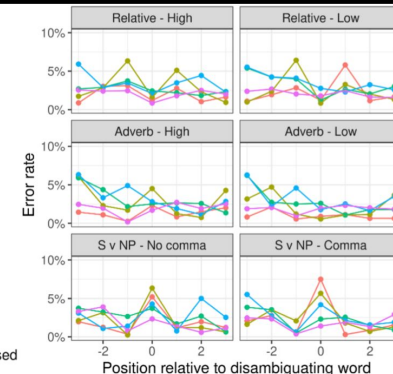 Relative - High
Relative - Low
10%
5%
0%
Adverb - High
Adverb - Low
10%
5%
0%
Error rate
S v NP - No comma
S v NP - Comma
10%
5%
0%
-2 0 2 -2 0 2
Position relative to disambiguating word